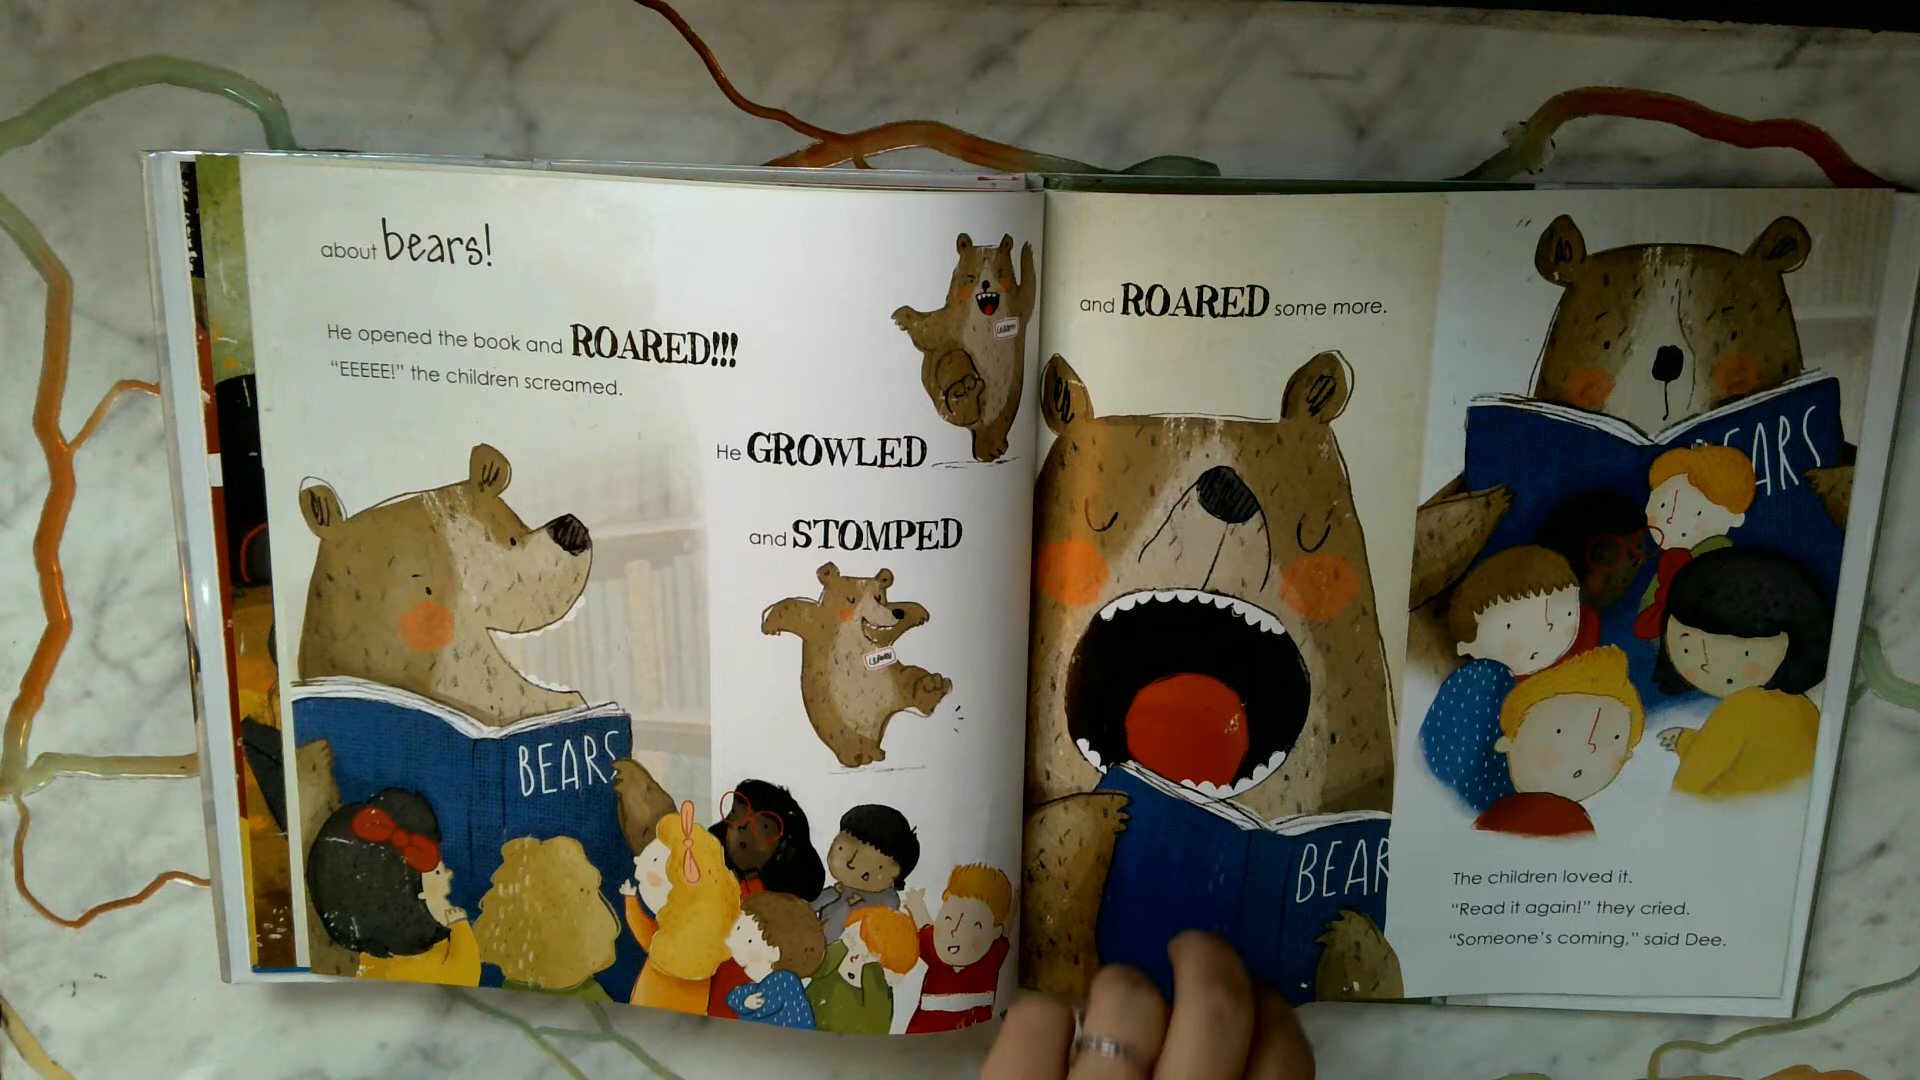 about bears!
He opened the book and ROARED!!!
“EEEEE!” the children screamed.
He GROWLED
and STOMPED
BEARS
and ROARED some more.
BEAR
EARS
The children loved it.
“Read it again!” they cried.
“Someone’s coming,” said Dee.